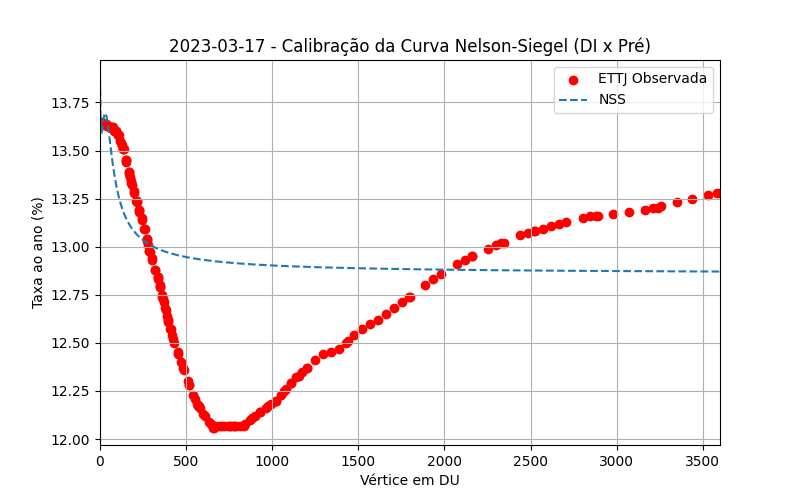 2023-03-17 - Calibração da Curva Nelson-Siegel (DI x Pré)
ETTJ Observada
NSS
Taxa ao ano (%)
13.75
13.50
13.25
13.00
12.75
12.50
12.25
12.00
0 500 1000 1500 2000 2500 3000 3500
Vértice em DU